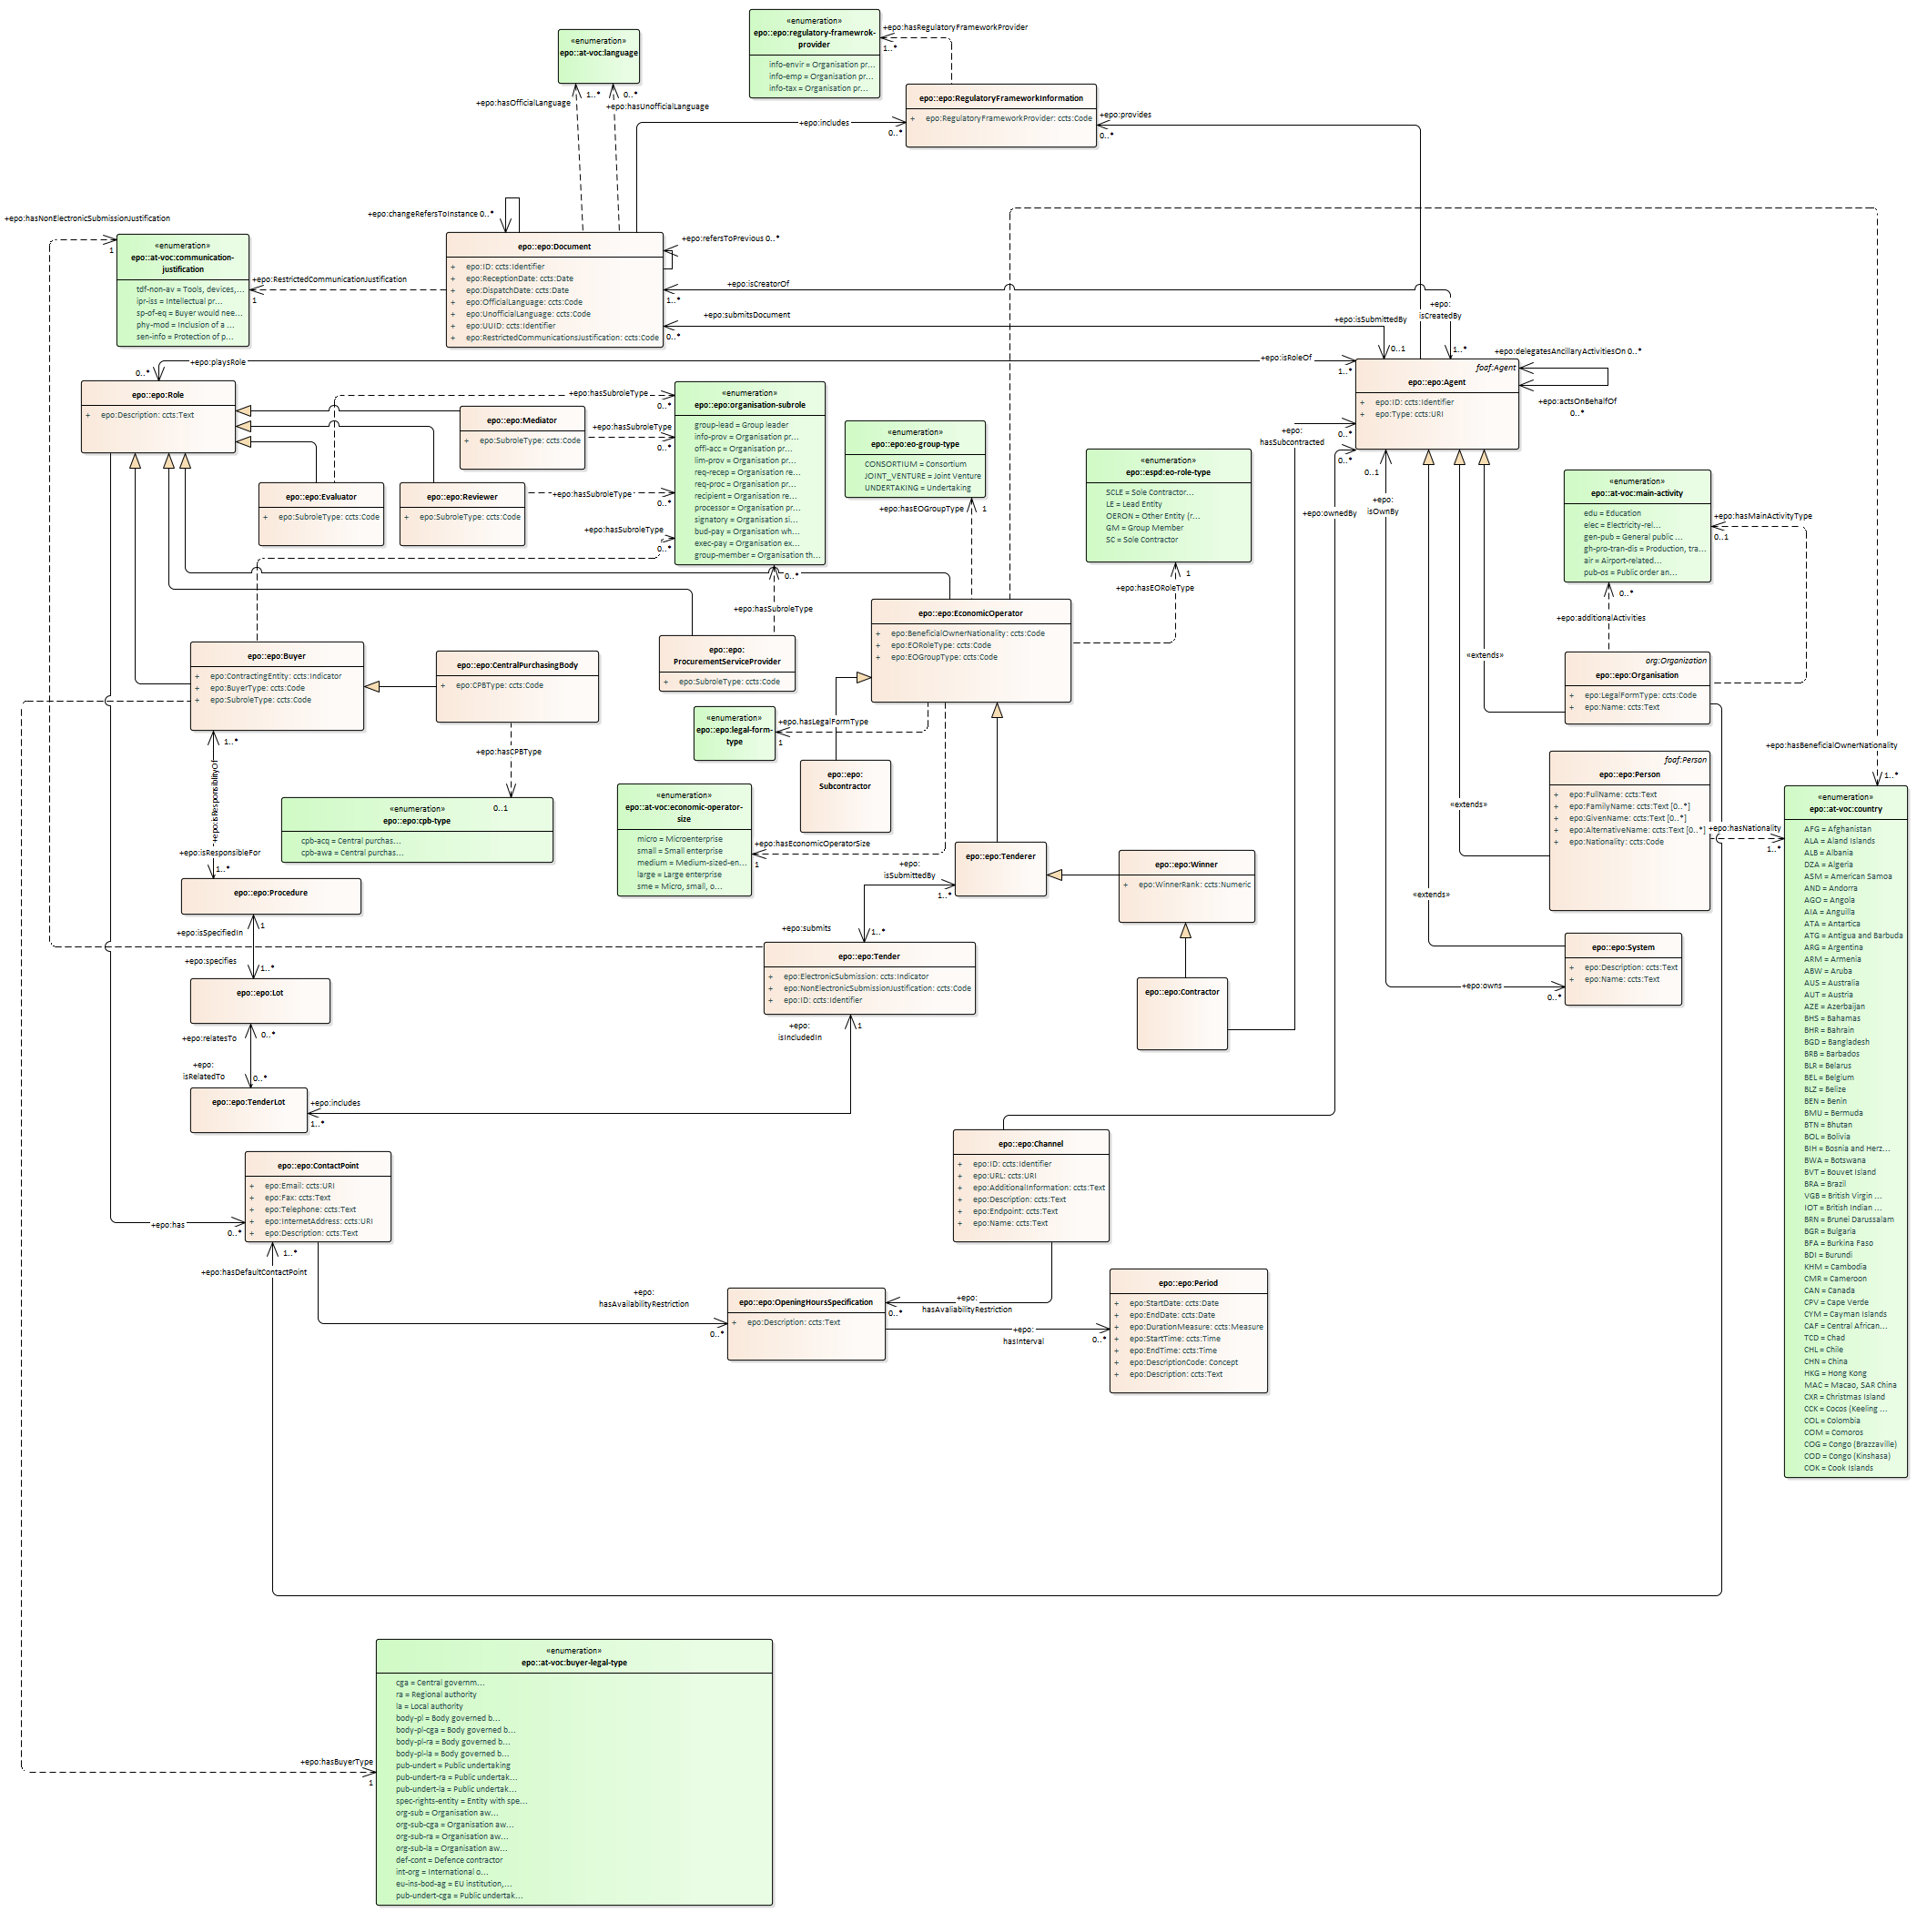 «enumeration»
epo::epo:regulatory-framewrok-
provider
info-envir = Organisation pr...
info-emp = Organisation pr...
info-tax = Organisation pr...
+epo:hasRegulatoryFrameworkProvider
1..*
«enumeration»
epo::at-voc:language
+epo:hasOfficialLanguage
1..*
0..*
+epo:hasUnofficialLanguage
epo::epo:RegulatoryFrameworkInformation
+ epo:RegulatoryFrameworkProvider: ccts:Code
+epo:includes
0..*
+epo:provides
0..*
+epo:hasNonElectronicSubmissionJustification
1
+epo:changeRefersToInstance 0..*
+epo:refersToPrevious 0..*
«enumeration»
epo::at-voc:communication-
justification
tdf-non-av = Tools, devices,...
ipr-iss = Intellectual pr...
sp-of-eq = Buyer would nee...
phy-mod = Inclusion of a ...
sen-info = Protection of p...
+epo:RestrictedCommunicationJustification
1
epo::epo:Document
+ epo:ID: ccts:Identifier
+ epo:ReceptionDate: ccts:Date
+ epo:DispatchDate: ccts:Date
+ epo:OfficialLanguage: ccts:Code
+ epo:UnofficialLanguage: ccts:Code
+ epo:UUID: ccts:Identifier
+ epo:RestrictedCommunicationsJustification: ccts:Code
+epo:isCreatorOf
1..*
+epo:submitsDocument
0..*
+epo:isSubmittedBy
0..1
+epo:
isCreatedBy
1..*
+epo:playsRole
0..*
+epo:isRoleOf
1..*
+epo:delegatesAncillaryActivitiesOn 0..*
+epo:actsOnBehalfOf
0..*
foaf:Agent
epo::epo:Agent
+ epo:ID: ccts:Identifier
+ epo:Type: ccts:URI
epo::epo:Role
+ epo:Description: ccts:Text
epo::epo:Mediator
+ epo:SubroleType: ccts:Code
+epo:hasSubroleType
0..*
+epo:hasSubroleType
0..*
epo::epo:Evaluator
+ epo:SubroleType: ccts:Code
epo::epo:Reviewer
+ epo:SubroleType: ccts:Code
+epo:hasSubroleType
0..*
+epo:hasSubroleType
0..*
«enumeration»
epo::epo:organisation-subrole
group-lead = Group leader
info-prov = Organisation pr...
offi-acc = Organisation pr...
lim-prov = Organisation pr...
req-recep = Organisation re...
req-proc = Organisation pr...
recipient = Organisation re...
processor = Organisation pr...
signatory = Organisation si...
bud-pay = Organisation wh...
exec-pay = Organisation ex...
group-member = Organisation th...
0..*
+epo:hasSubroleType
«enumeration»
epo::epo:eo-group-type
CONSORTIUM = Consortium
JOINT_VENTURE = Joint Venture
UNDERTAKING = Undertaking
+epo:hasEOGroupType
1
«enumeration»
epo::espd:eo-role-type
SCLE = Sole Contractor...
LE = Lead Entity
OERON = Other Entity (r...
GM = Group Member
SC = Sole Contractor
1
+epo:hasEORoleType
+epo:
hasSubcontracted
0..*
0..*
+epo:ownedBy
0..1
+epo:
isOwnBy
«enumeration»
epo::at-voc:main-activity
edu = Education
elec = Electricity-rel...
gen-pub = General public ...
gh-pro-tran-dis = Production, tra...
air = Airport-related...
pub-os = Public order an...
+epo:hasMainActivityType
0..1
0..*
+epo:additionalActivities
org:Organization
epo::epo:Organisation
+ epo:LegalFormType: ccts:Code
+ epo:Name: ccts:Text
«extends»
epo::epo:EconomicOperator
+ epo:BeneficialOwnerNationality: ccts:Code
+ epo:EORoleType: ccts:Code
+ epo:EOGroupType: ccts:Code
epo::epo:
ProcurementServiceProvider
+ epo:SubroleType: ccts:Code
epo::epo:Buyer
+ epo:ContractingEntity: ccts:Indicator
+ epo:BuyerType: ccts:Code
+ epo:SubroleType: ccts:Code
epo::epo:CentralPurchasingBody
+ epo:CPBType: ccts:Code
+epo:hasCPBType
0..1
«enumeration»
epo::epo:cpb-type
cpb-acq = Central purchas...
cpb-awa = Central purchas...
«enumeration»
epo::epo:legal-form-
type
+epo.hasLegalFormType
1
epo::epo:
Subcontractor
«enumeration»
epo::at-voc:economic-operator-
size
micro = Microenterprise
small = Small enterprise
medium = Medium-sized-en...
large = Large enterprise
sme = Micro, small, o...
+epo:hasEconomicOperatorSize
1
foaf:Person
epo::epo:Person
+ epo:FullName: ccts:Text
+ epo:FamilyName: ccts:Text [0..*]
+ epo:GivenName: ccts:Text [0..*]
+ epo:AlternativeName: ccts:Text [0..*]
+ epo:Nationality: ccts:Code
«extends»
+epo:hasNationality
1..*
+epo:hasBeneficialOwnerNationality
1..*
1..*
+epo:isResponsiblityOf
+epo:isResponsibleFor
1..*
epo::epo:Procedure
1
+epo:isSpecifiedIn
+epo:specifies
1..*
epo::epo:Lot
0..*
+epo:relatesTo
+epo:
isRelatedTo
0..*
epo::epo:TenderLot
+epo:includes
1..*
epo::epo:Tenderer
+epo:
isSubmittedBy
1..*
+epo:submits
1..*
epo::epo:Winner
+ epo:WinnerRank: ccts:Numeric
epo::epo:Contractor
epo::epo:Tender
+ epo:ElectronicSubmission: ccts:Indicator
+ epo:NonElectronicSubmissionJustification: ccts:Code
+ epo:ID: ccts:Identifier
+epo:
isIncludedIn
1
«extends»
epo::epo:System
+ epo:Description: ccts:Text
+ epo:Name: ccts:Text
+epo:owns
0..*
epo::epo:ContactPoint
+ epo:Email: ccts:URI
+ epo:Fax: ccts:Text
+ epo:Telephone: ccts:Text
+ epo:InternetAddress: ccts:URI
+ epo:Description: ccts:Text
+epo:has
0..*
1..*
+epo:hasDefaultContactPoint
epo::epo:Channel
+ epo:ID: ccts:Identifier
+ epo:URL: ccts:URI
+ epo:AdditionalInformation: ccts:Text
+ epo:Description: ccts:Text
+ epo:Endpoint: ccts:Text
+ epo:Name: ccts:Text
+epo:
hasAvailabilityRestriction
0..*
epo::epo:OpeningHoursSpecification
+ epo:Description: ccts:Text
+epo:
hasAvaliabilityRestriction
0..*
+epo:
hasInterval
0..*
epo::epo:Period
+ epo:StartDate: ccts:Date
+ epo:EndDate: ccts:Date
+ epo:DurationMeasure: ccts:Measure
+ epo:StartTime: ccts:Time
+ epo:EndTime: ccts:Time
+ epo:DescriptionCode: Concept
+ epo:Description: ccts:Text
«enumeration»
epo::at-voc:country
AFG = Afghanistan
ALA = Aland Islands
ALB = Albania
DZA = Algeria
ASM = American Samoa
AND = Andorra
AGO = Angola
AIA = Anguilla
ATA = Antartica
ATG = Antigua and Barbuda
ARG = Argentina
ARM = Armenia
ABW = Aruba
AUS = Australia
AUT = Austria
AZE = Azerbaijan
BHS = Bahamas
BHR = Bahrain
BGD = Bangladesh
BRB = Barbados
BLR = Belarus
BEL = Belgium
BLZ = Belize
BEN = Benin
BMU = Bermuda
BTN = Bhutan
BOL = Bolivia
BIH = Bosnia and Herz...
BWA = Botswana
BVT = Bouvet Island
BRA = Brazil
VGB = British Virgin ...
IOT = British Indian ...
BRN = Brunei Darussalam
BGR = Bulgaria
BFA = Burkina Faso
BDI = Burundi
KHM = Cambodia
CMR = Cameroon
CAN = Canada
CPV = Cape Verde
CYM = Cayman Islands
CAF = Central African...
TCD = Chad
CHL = Chile
CHN = China
HKG = Hong Kong
MAC = Macao, SAR China
CXR = Christmas Island
CCK = Cocos (Keeling ...
COL = Colombia
COM = Comoros
COG = Congo (Brazzaville)
COD = Congo (Kinshasa)
COK = Cook Islands
«enumeration»
epo::at-voc:buyer-legal-type
cga = Central governm...
ra = Regional authority
la = Local authority
body-pl = Body governed b...
body-pl-cga = Body governed b...
body-pl-ra = Body governed b...
body-pl-la = Body governed b...
pub-undert = Public undertaking
pub-undert-ra = Public undertak...
pub-undert-la = Public undertak...
spec-rights-entity = Entity with spe...
org-sub = Organisation aw...
org-sub-cga = Organisation aw...
org-sub-ra = Organisation aw...
org-sub-la = Organisation aw...
def-cont = Defence contractor
int-org = International o...
eu-ins-bod-ag = EU institution,...
pub-undert-cga = Public undertak...
+epo:hasBuyerType
1